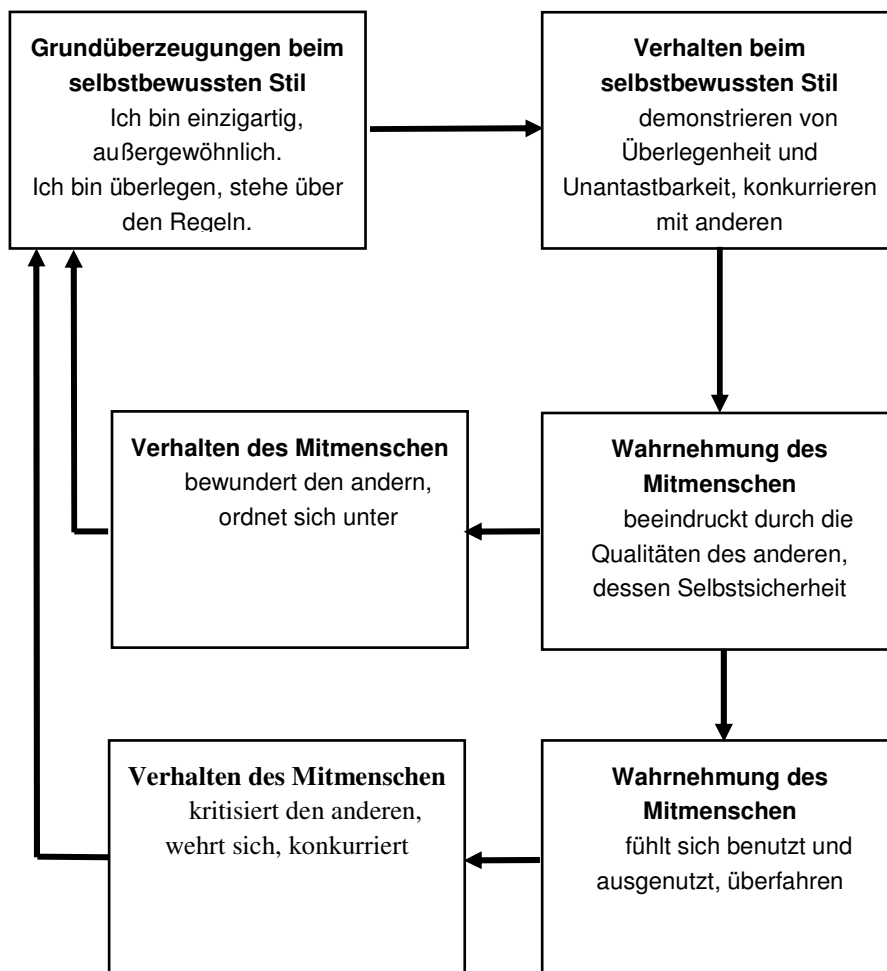 Grundüberzeugungen beim
selbstbewussten Stil
Ich bin einzigartig,
außergewöhnlich.
Ich bin überlegen, stehe über
den Regeln.
Verhalten beim
selbstbewussten Stil
demonstrieren von
Überlegenheit und
Unantastbarkeit, konkurrieren
mit anderen
Verhalten des Mitmenschen
bewundert den andern,
ordnet sich unter
Wahrnehmung des
Mitmenschen
beeindruckt durch die
Qualitäten des anderen,
dessen Selbstsicherheit
Verhalten des Mitmenschen
kritisiert den anderen,
wehrt sich, konkurriert
Wahrnehmung des
Mitmenschen
fühlt sich benutzt und
ausgenutzt, überfahren